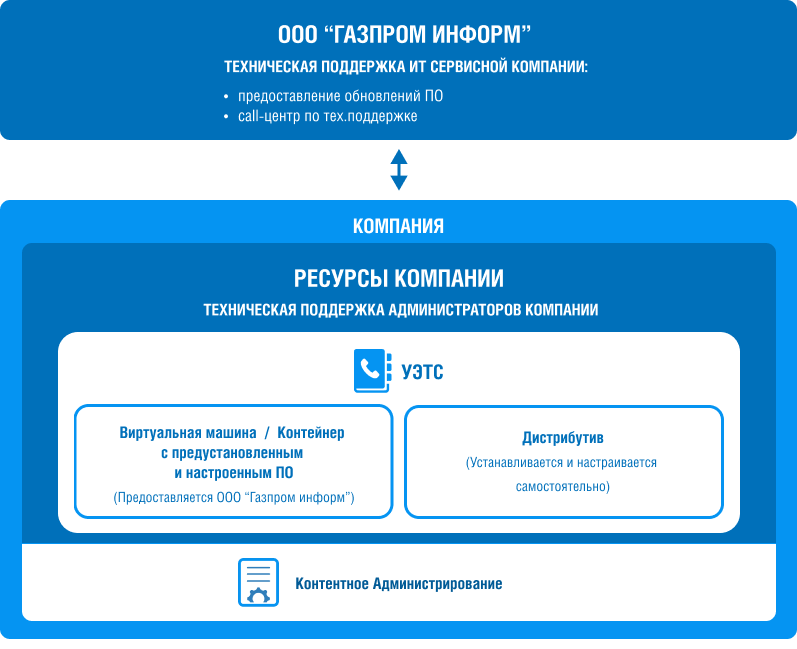 ООО “ГАЗПРОМ ИНФОРМ”
ТЕХНИЧЕСКАЯ ПОДДЕРЖКА ИТ СЕРВИСНОЙ КОМПАНИИ:
• предоставление обновлений ПО
• call-центр по тех.поддержке
КОМПАНИЯ
РЕСУРСЫ КОМПАНИИ
ТЕХНИЧЕСКАЯ ПОДДЕРЖКА АДМИНИСТРАТОРОВ КОМПАНИИ
УЭТС
Виртуальная машина / Контейнер
с предустановленным
и настроенным ПО
(Предоставляется ООО “Газпром информ”)
Дистрибутив
(Устанавливается и настраивается
самостоятельно)
Контентное Администрирование